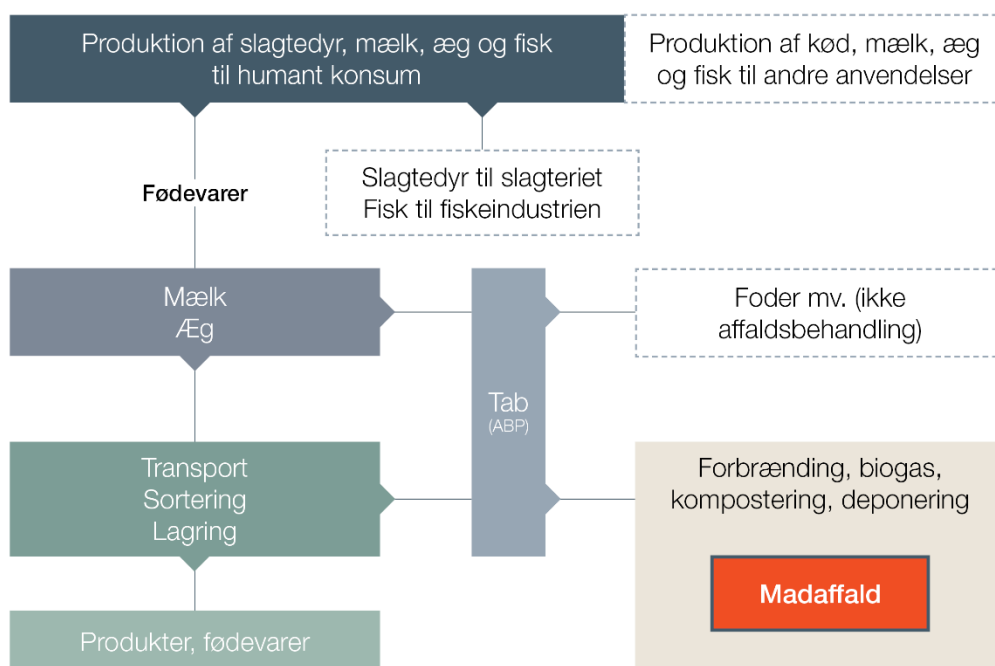 Produktion af slagtedyr, mælk, æg og fisk
til humant konsum
Produktion af kød, mælk, æg
og fisk til andre anvendelser
Slagtedyr til slagteriet
Fisk til fiskeindustrien
Fødevarer
Mælk
Æg
Tab
(ABP)
Foder mv. (ikke
affaldsbehandling)
Transport
Sortering
Lagring
Forbrænding, biogas,
kompostering, deponering
Madaffald
Produkter, fødevarer